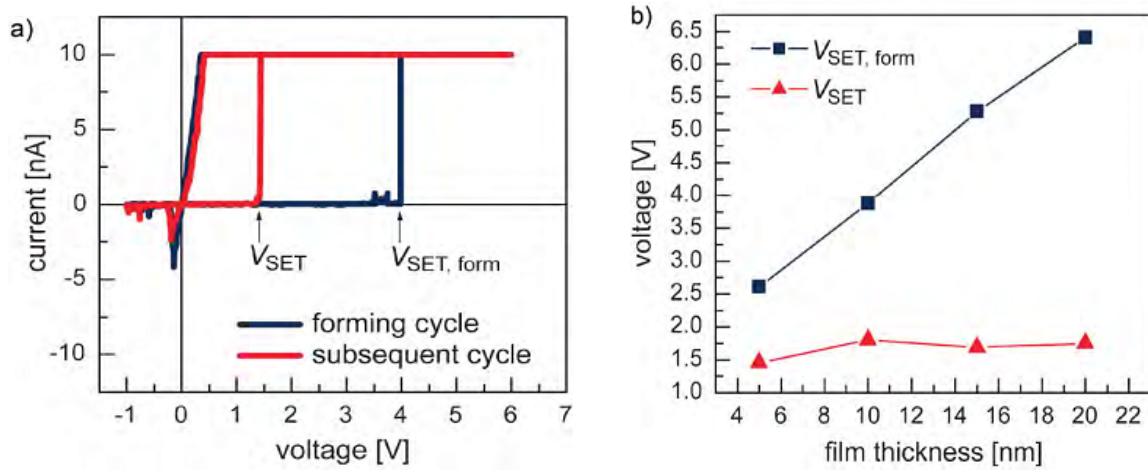 a)
current [nA]
10
5
0
-5
-10
V_SET
V_SET, form
forming cycle
subsequent cycle
-1 0 1 2 3 4 5 6 7
voltage [V]
b)
voltage [V]
6.5
6.0
5.5
5.0
4.5
4.0
3.5
3.0
2.5
2.0
1.5
1.0
V_SET, form
V_SET
4 6 8 10 12 14 16 18 20 22
film thickness [nm]